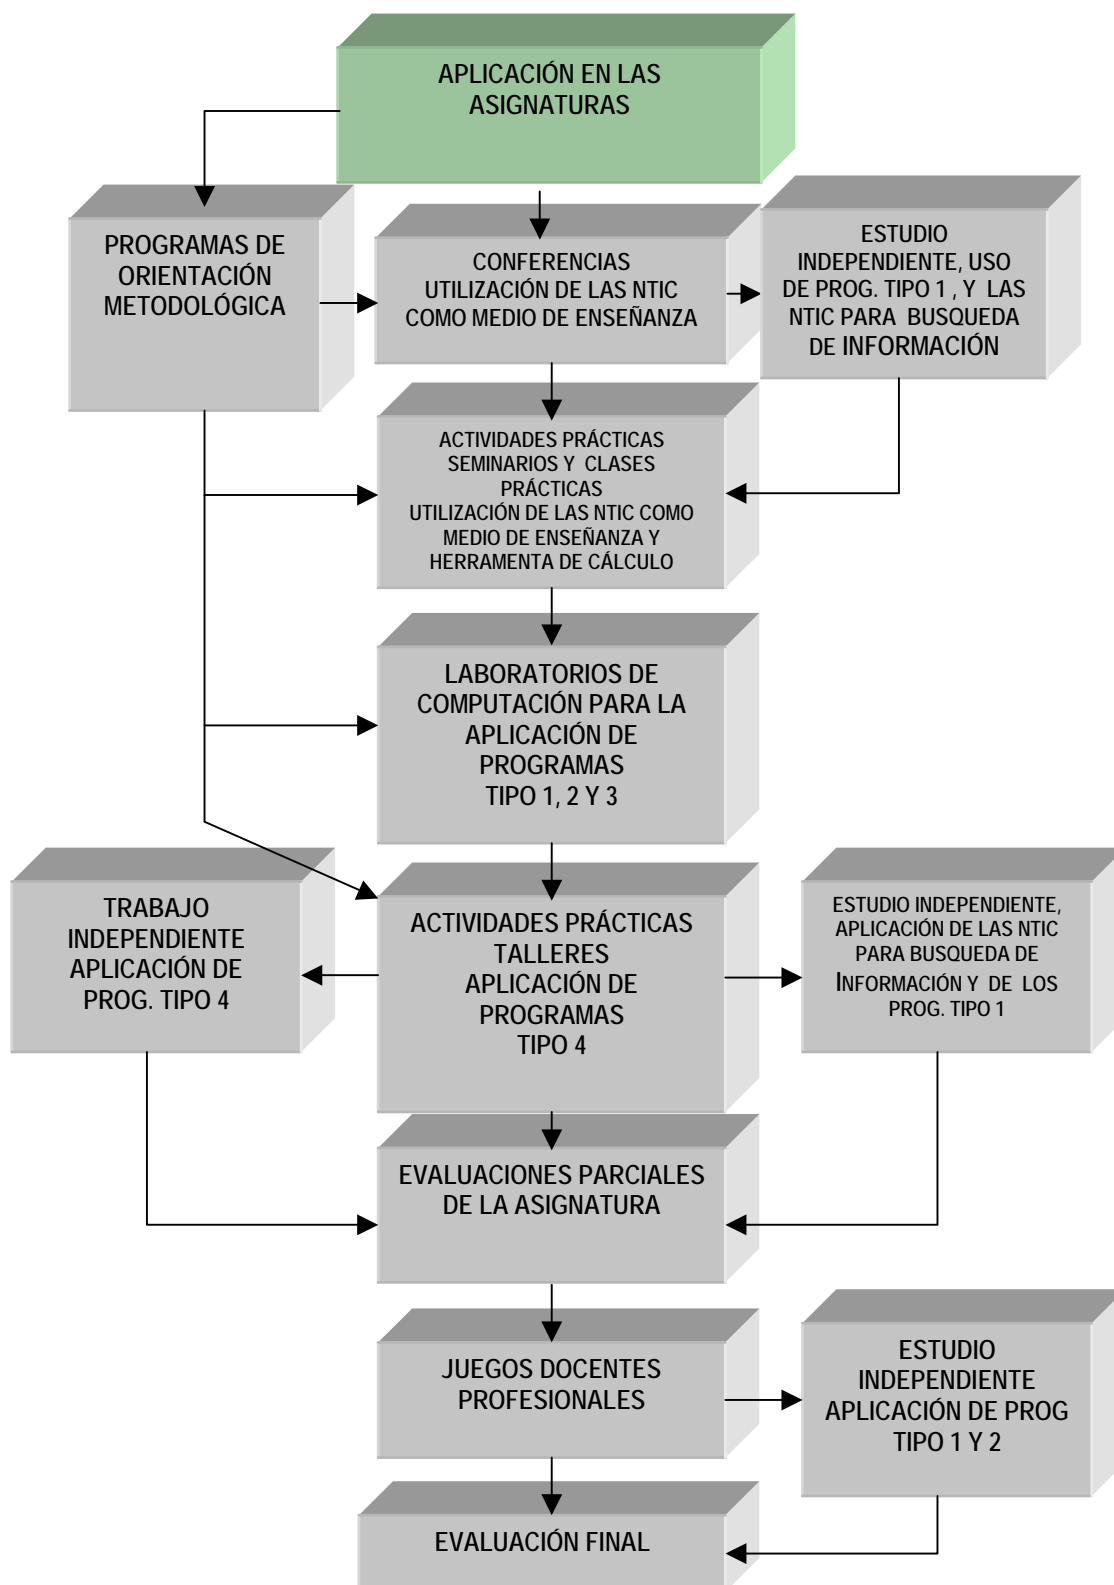 APLICACIÓN EN LAS
ASIGNATURAS
PROGRAMAS DE
ORIENTACIÓN
METODOLÓGICA
CONFERENCIAS
UTILIZACIÓN DE LAS NTIC
COMO MEDIO DE ENSEÑANZA
ESTUDIO
INDEPENDIENTE, USO
DE PROG. TIPO 1 , Y LAS
NTIC PARA BUSQUEDA
DE INFORMACIÓN
ACTIVIDADES PRÁCTICAS
SEMINARIOS Y CLASES
PRÁCTICAS
UTILIZACIÓN DE LAS NTIC COMO
MEDIO DE ENSEÑANZA Y
HERRAMENTA DE CÁLCULO
LABORATORIOS DE
COMPUTACIÓN PARA LA
APLICACIÓN DE
PROGRAMAS
TIPO 1, 2 Y 3
TRABAJO
INDEPENDIENTE
APLICACIÓN DE
PROG. TIPO 4
ACTIVIDADES PRÁCTICAS
TALLERES
APLICACIÓN DE
PROGRAMAS
TIPO 4
ESTUDIO INDEPENDIENTE,
APLICACIÓN DE LAS NTIC
PARA BUSQUEDA DE
INFORMACIÓN Y DE LOS
PROG. TIPO 1
EVALUACIONES PARCIALES
DE LA ASIGNATURA
JUEGOS DOCENTES
PROFESIONALES
ESTUDIO
INDEPENDIENTE
APLICACIÓN DE PROG
TIPO 1 Y 2
EVALUACIÓN FINAL